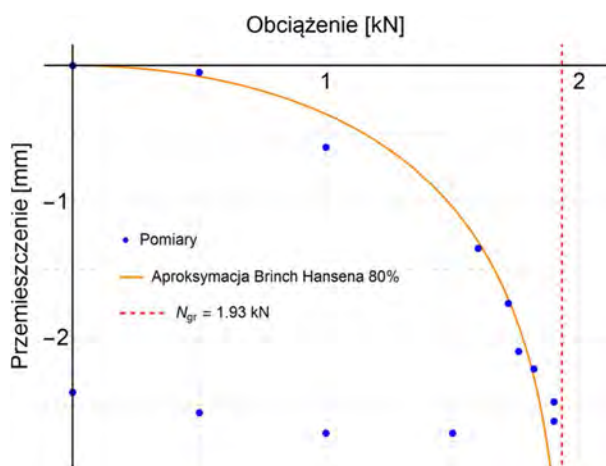 Obciążenie [kN]
1
2
Przemieszczenie [mm]
−1
−2
Pomiary
Aproksymacja Brinch Hansena 80%
Ngr = 1.93 kN